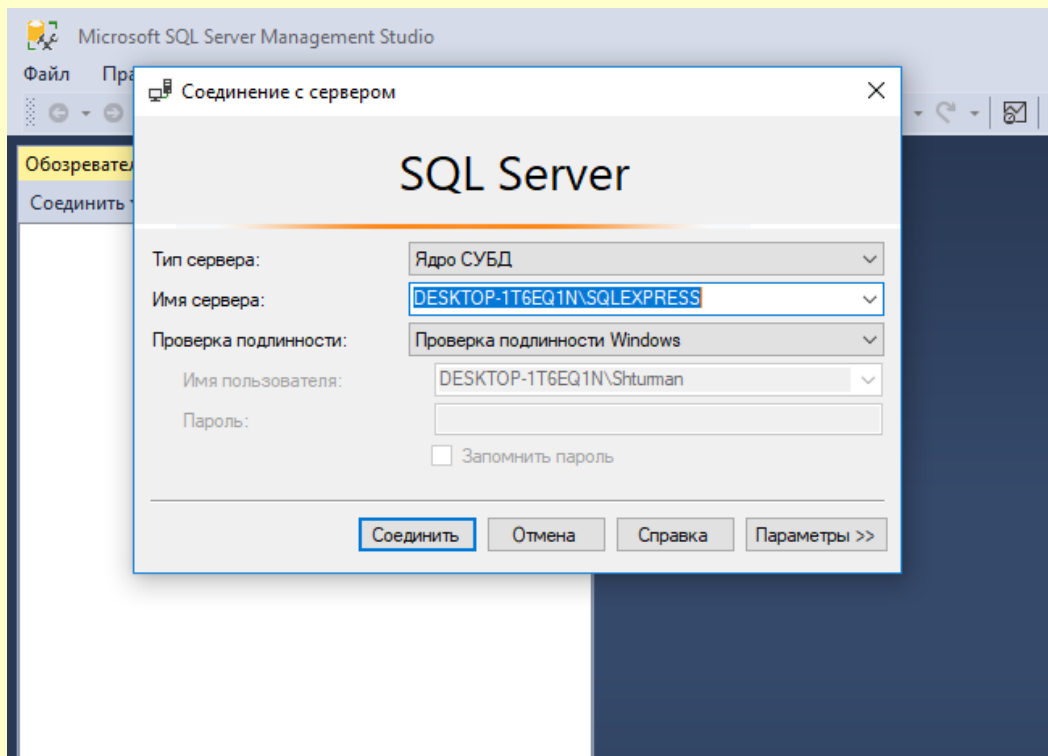 Microsoft SQL Server Management Studio
Файл
Соединение с сервером
SQL Server
Соединить
Тип сервера: Ядро СУБД
Имя сервера: DESKTOP-1T6EQ1N\SQLEXPRESS
Проверка подлинности: Проверка подлинности Windows
Имя пользователя: DESKTOP-1T6EQ1N\Shturman
Пароль:
Запомнить пароль
Соединить Отмена Справка Параметры >>